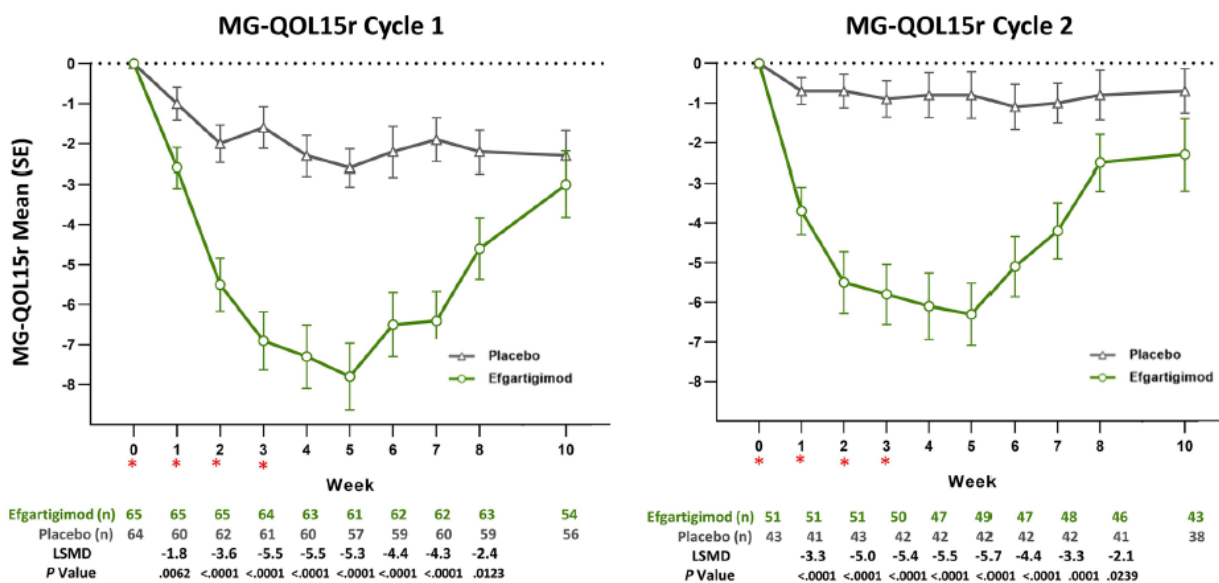 MG-QOL15r Cycle 1
MG-QOL15r Mean (SE)
0
-1
-2
-3
-4
-5
-6
-7
-8
Placebo
Efgartigimod
0 1 2 3 4 5 6 7 8 10
* * * *
Week
Efgartigimod (n) 65 65 65 64 63 61 62 62 63 54
Placebo (n) 64 60 62 61 60 57 59 60 59 56
LSMD -1.8 -3.6 -5.5 -5.5 -5.3 -4.4 -4.3 -2.4
P Value .0062 <.0001 <.0001 <.0001 <.0001 <.0001 <.0001 .0123
MG-QOL15r Cycle 2
0
-1
-2
-3
-4
-5
-6
-7
-8
Placebo
Efgartigimod
0 1 2 3 4 5 6 7 8 10
* * * *
Week
Efgartigimod (n) 51 51 51 50 47 49 47 48 46 43
Placebo (n) 43 41 43 42 42 42 42 42 41 38
LSMD -3.3 -5.0 -5.4 -5.5 -5.7 -4.4 -3.3 -2.1
P Value <.0001 <.0001 <.0001 <.0001 <.0001 <.0001 .0001 .0239